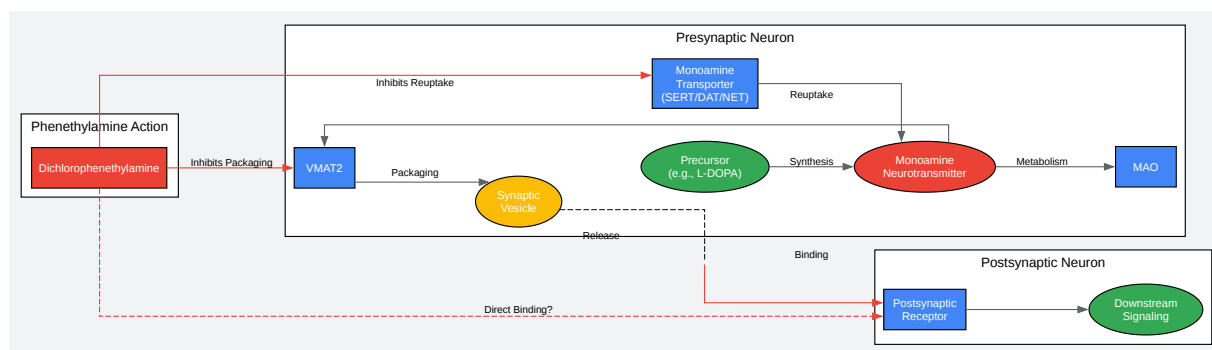 Presynaptic Neuron
Monoamine
Transporter
(SERT/DAT/NET)
Inhibits Reuptake
Reuptake
Phenethylamine Action
Dichlorophenethylamine
Inhibits Packaging
VMAT2
Packaging
Synaptic
Vesicle
Precursor
(e.g., L-DOPA)
Synthesis
Monoamine
Neurotransmitter
Metabolism
MAO
Release
Binding
Postsynaptic Neuron
Postsynaptic
Receptor
Downstream
Signaling
Direct Binding?